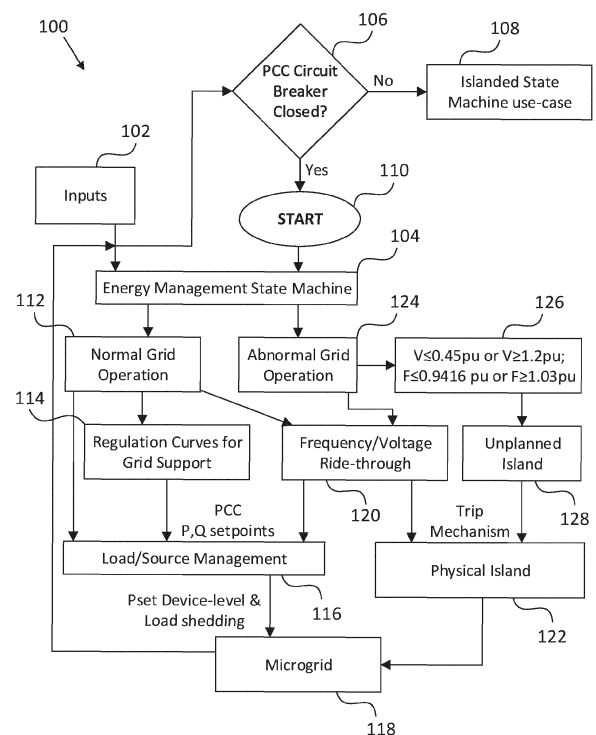 100
106
PCC Circuit
Breaker
Closed?
No
108
Islanded State
Machine use-case
Yes
102
Inputs
110
START
104
Energy Management State Machine
112
Normal Grid
Operation
124
Abnormal Grid
Operation
126
V≤0.45pu or V≥1.2pu;
F≤0.9416 pu or F≥1.03pu
114
Regulation Curves for
Grid Support
Frequency/Voltage
Ride-through
120
Unplanned
Island
128
PCC
P,Q setpoints
Trip
Mechanism
Load/Source Management
116
Physical Island
122
Pset Device-level &
Load shedding
Microgrid
118